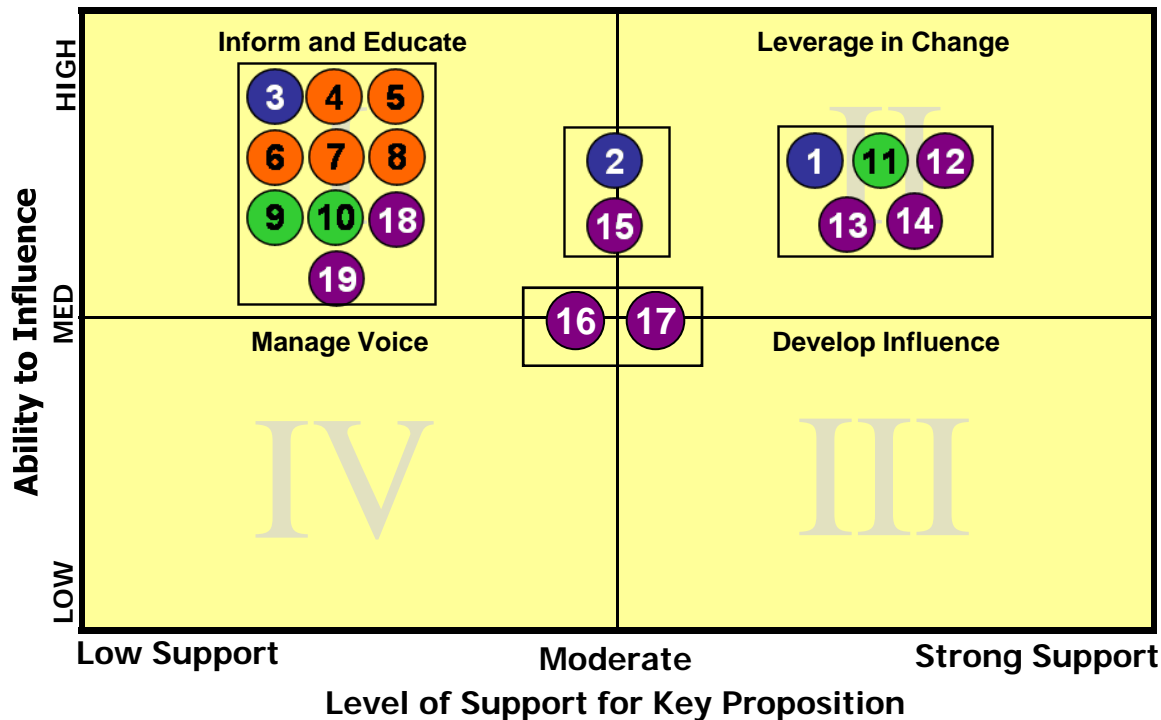 Inform and Educate
Leverage in Change
HIGH
3 4 5
6 7 8
9 10 18
19
2
15
II
1 11 12
13 14
Ability to Influence
MED
16 17
Manage Voice
Develop Influence
IV
III
LOW
Low Support
Moderate
Strong Support
Level of Support for Key Proposition